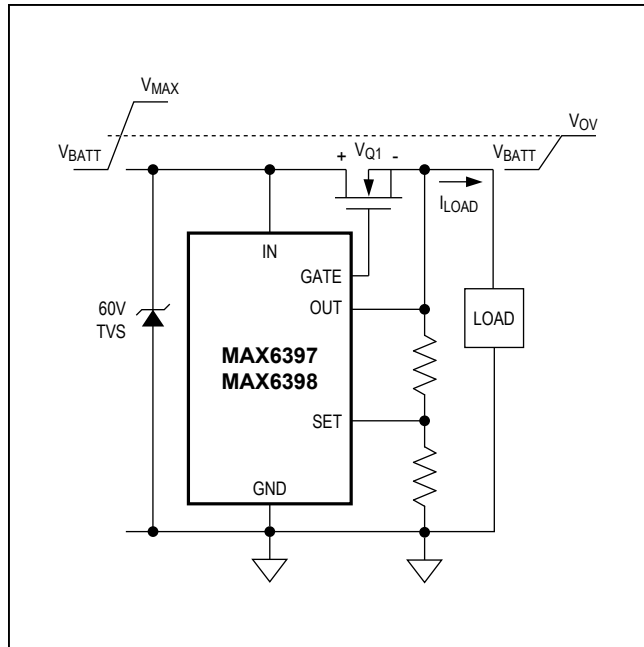 VMAX
VOV
VBATT
+ VQ1 -
VBATT
ILOAD
IN
GATE
60V
TVS
OUT
LOAD
MAX6397
MAX6398
SET
GND